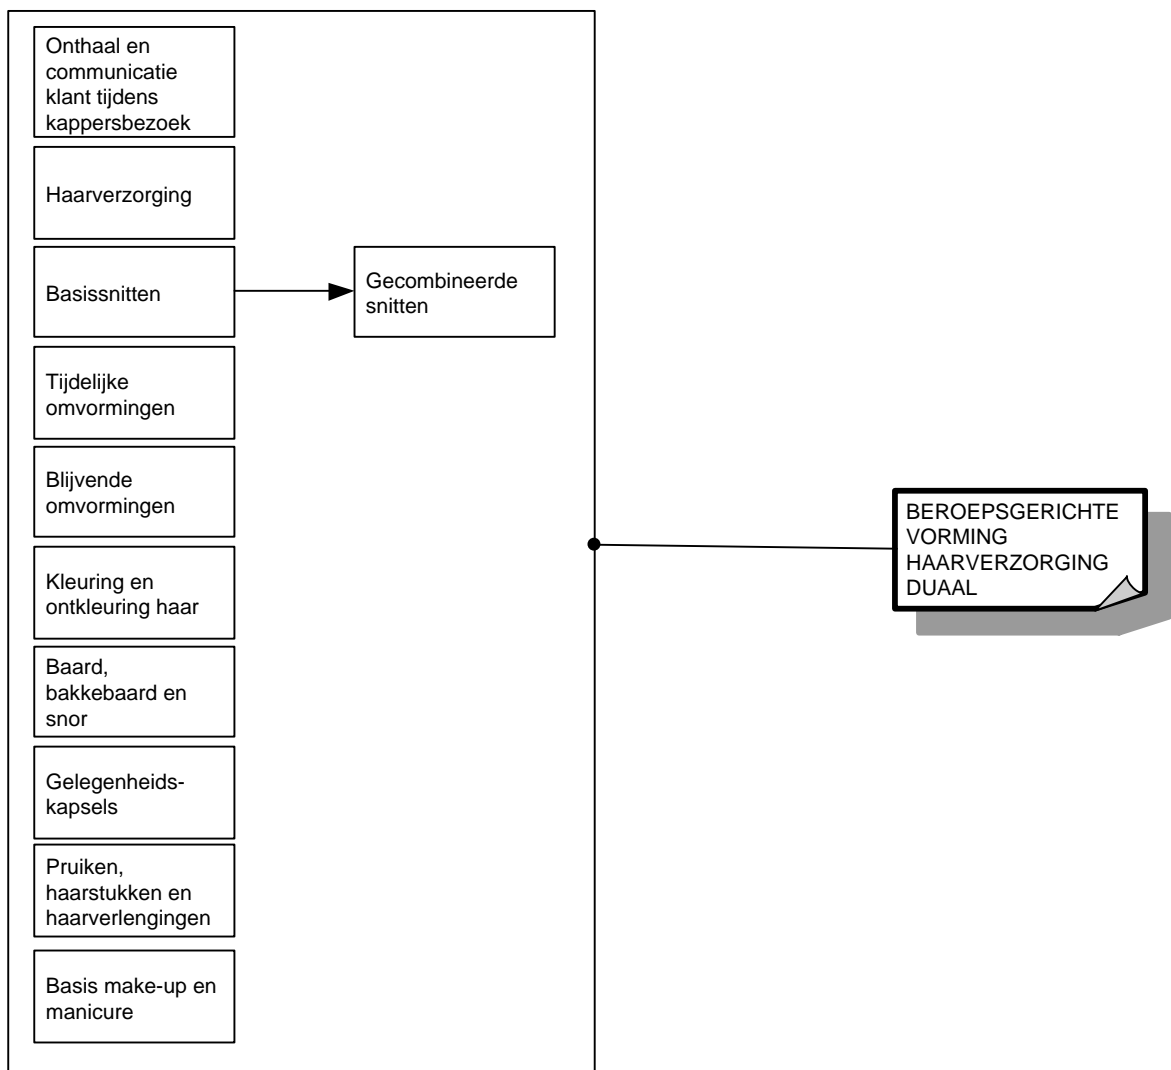 Onthaal en
communicatie
klant tijdens
kappersbezoek
Haarverzorging
Basissnitten
Gecombineerde
snitten
Tijdelijke
omvormingen
Blijvende
omvormingen
Kleuring en
ontkleuring haar
Baard,
bakkebaard en
snor
Gelegenheids-
kapsels
Pruiken,
haarstukken en
haarverlengingen
Basis make-up en
manicure
BEROEPSGERICHTE
VORMING
HAARVERZORGING
DUAAL